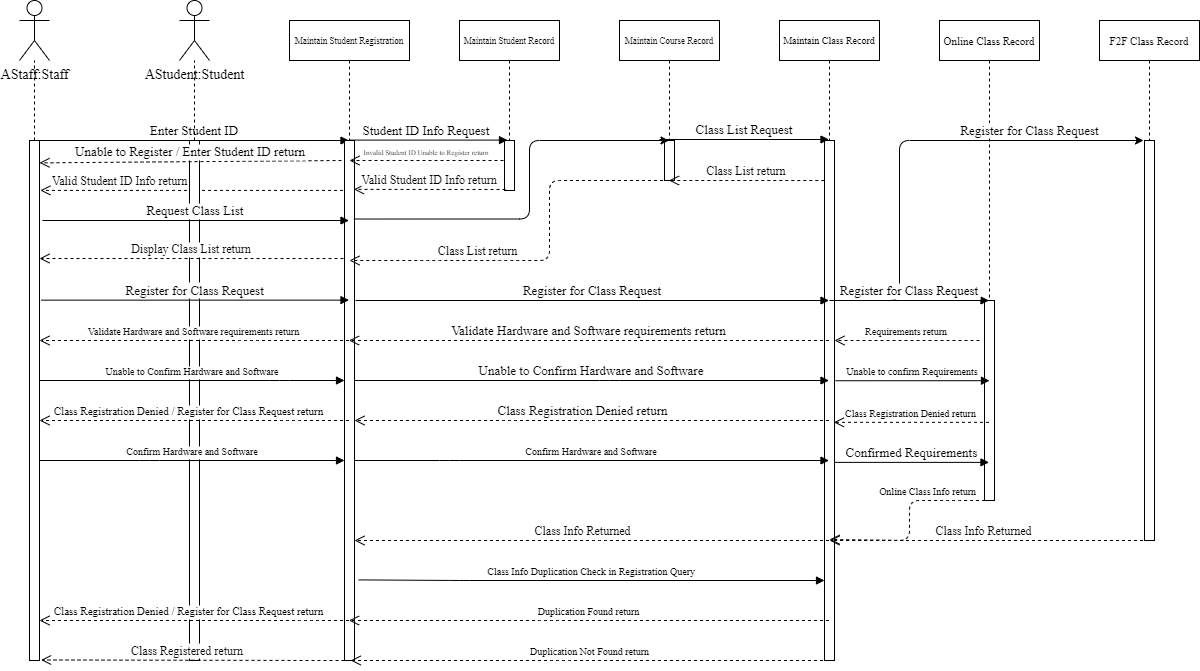 AStaff:Staff
AStudent:Student
Maintain Student Registration
Maintain Student Record
Maintain Course Record
Maintain Class Record
Online Class Record
F2F Class Record
Enter Student ID
Student ID Info Request
Class List Request
Register for Class Request
Unable to Register / Enter Student ID return
Invalid Student ID Unable to Register return
Class List return
Valid Student ID Info return
Valid Student ID Info return
Request Class List
Display Class List return
Class List return
Register for Class Request
Register for Class Request
Register for Class Request
Validate Hardware and Software requirements return
Validate Hardware and Software requirements return
Requirements return
Unable to Confirm Hardware and Software
Unable to Confirm Hardware and Software
Unable to confirm Requirements
Class Registration Denied / Register for Class Request return
Class Registration Denied return
Class Registration Denied return
Confirm Hardware and Software
Confirm Hardware and Software
Confirmed Requirements
Online Class Info return
Class Info Returned
Class Info Returned
Class Info Duplication Check in Registration Query
Class Registration Denied / Register for Class Request return
Duplication Found return
Class Registered return
Duplication Not Found return